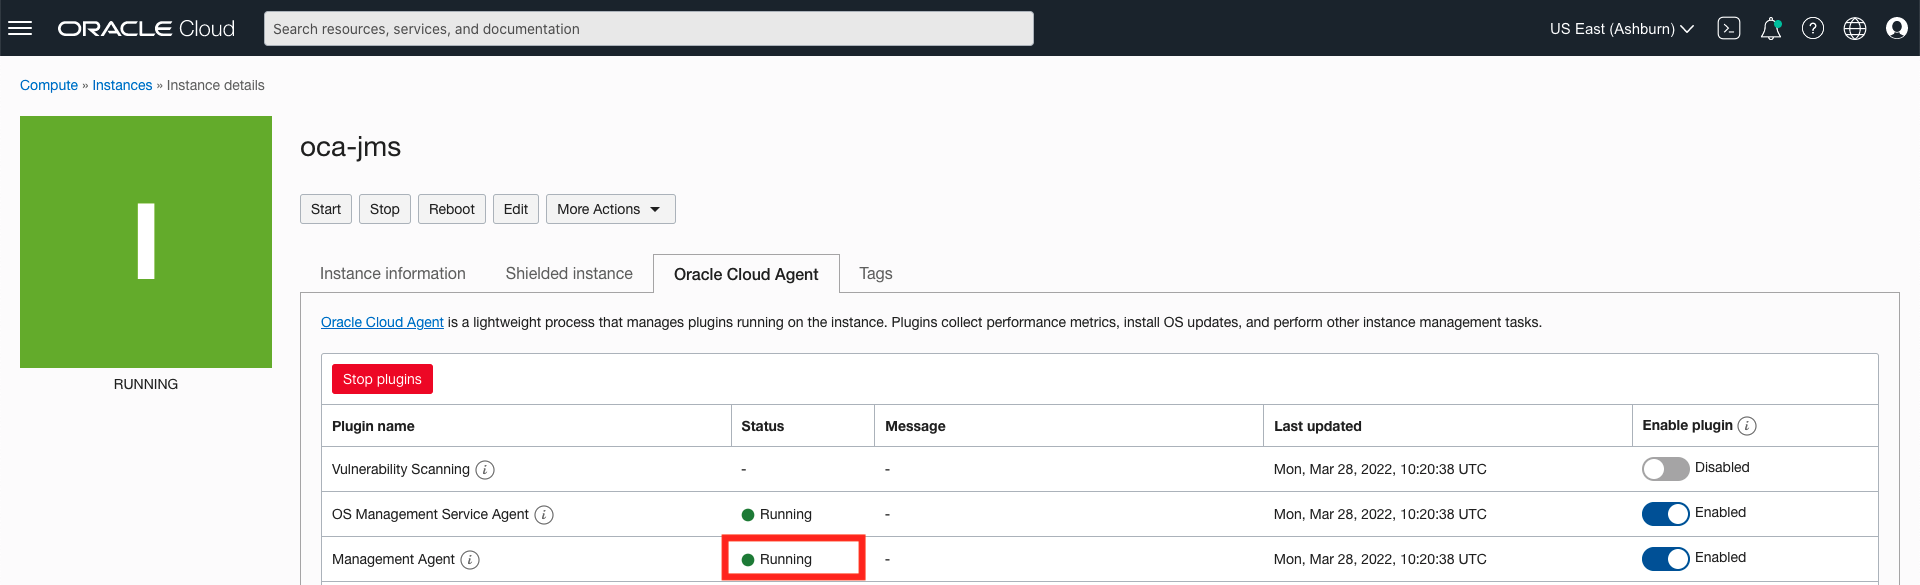 ORACLE Cloud
Search resources, services, and documentation
US East (Ashburn)
Compute » Instances » Instance details
I
RUNNING
oca-jms
Start Stop Reboot Edit More Actions
Instance information Shielded instance Oracle Cloud Agent Tags
Oracle Cloud Agent is a lightweight process that manages plugins running on the instance. Plugins collect performance metrics, install OS updates, and perform other instance management tasks.
Stop plugins
Plugin name Status Message Last updated Enable plugin i
Vulnerability Scanning i - - Mon, Mar 28, 2022, 10:20:38 UTC Disabled
OS Management Service Agent i Running - Mon, Mar 28, 2022, 10:20:38 UTC Enabled
Management Agent i Running - Mon, Mar 28, 2022, 10:20:38 UTC Enabled